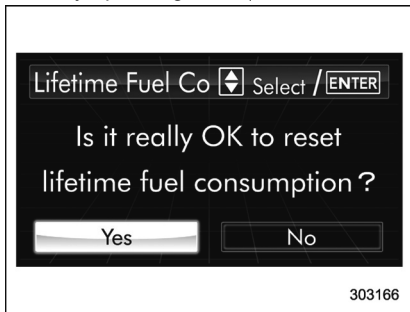 Lifetime Fuel Co Select / ENTER
Is it really OK to reset
lifetime fuel consumption ?
Yes No
303166